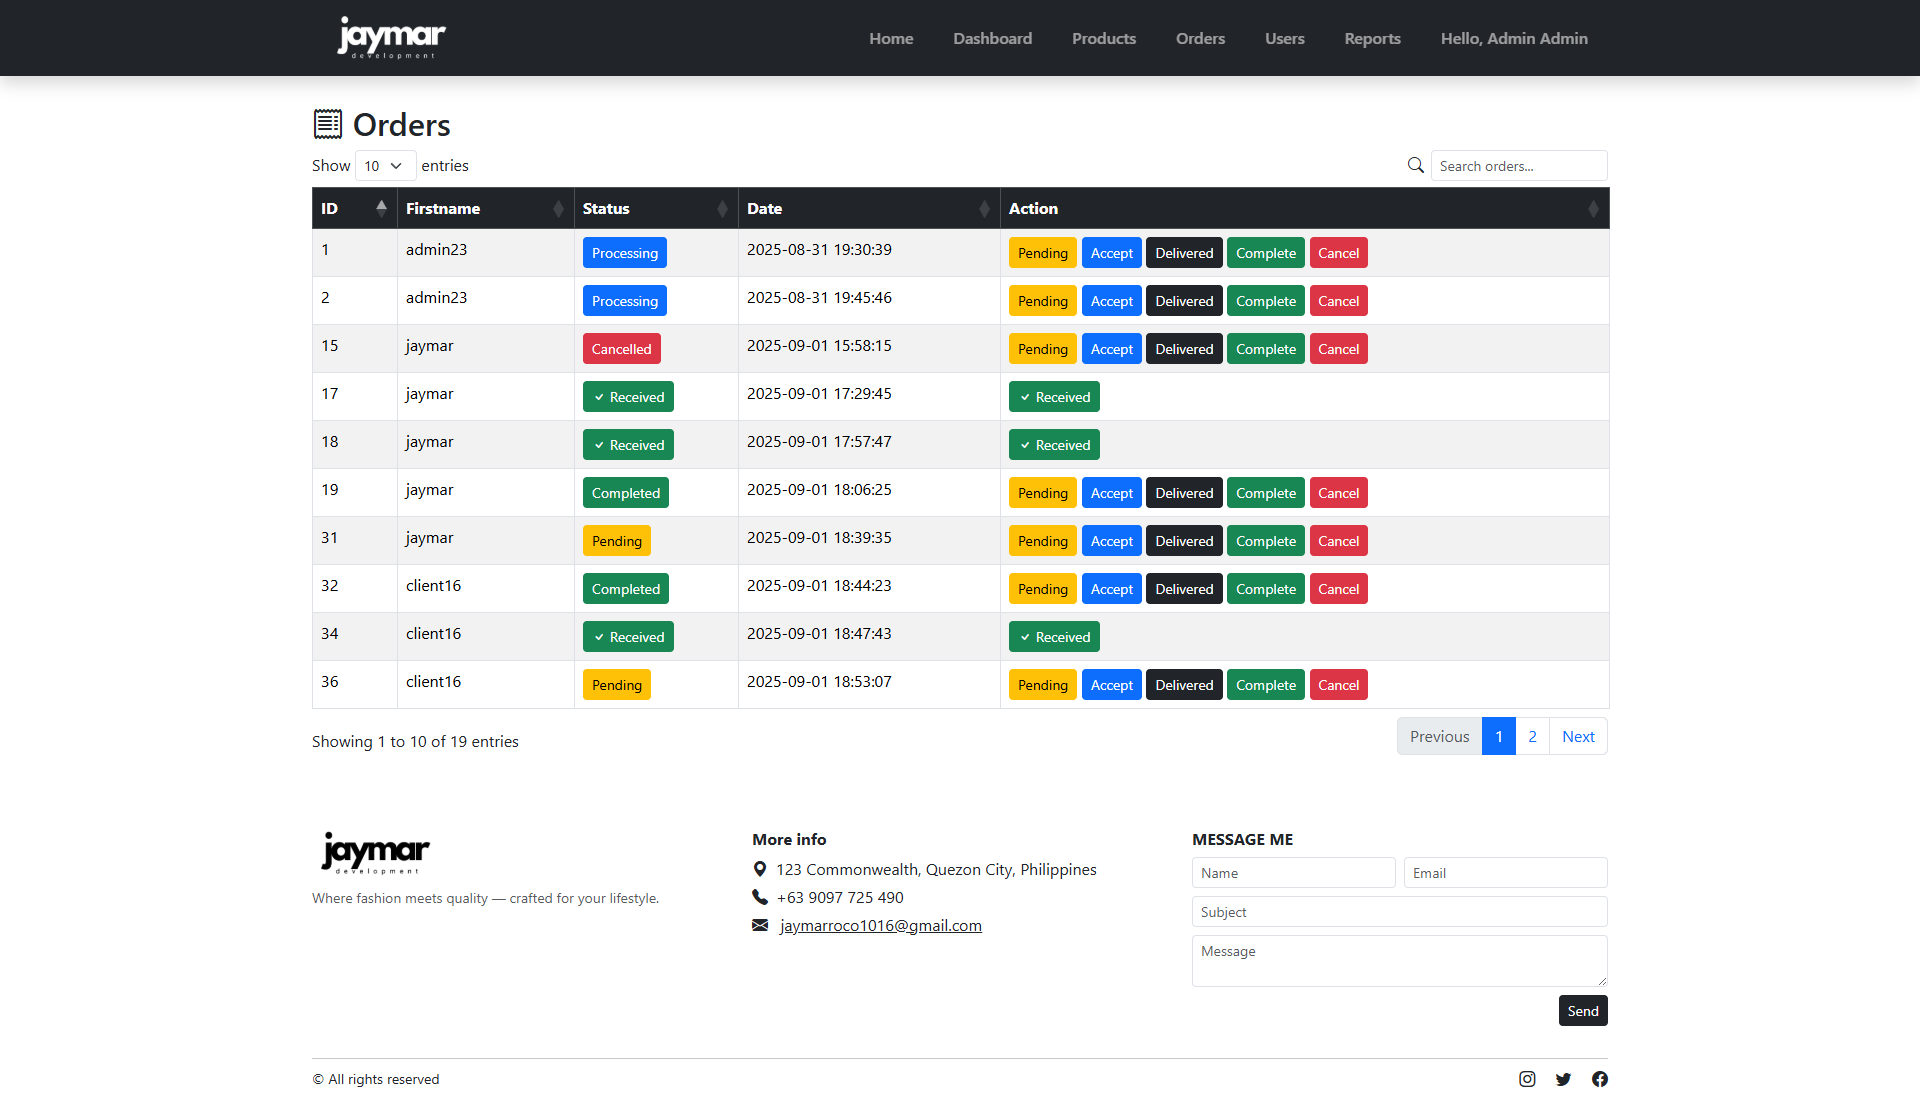 jaymar
development
Home Dashboard Products Orders Users Reports Hello, Admin Admin
Orders
Show 10 entries Search orders...
ID Firstname Status Date Action
1 admin23 Processing 2025-08-31 19:30:39 Pending Accept Delivered Complete Cancel
2 admin23 Processing 2025-08-31 19:45:46 Pending Accept Delivered Complete Cancel
15 jaymar Cancelled 2025-09-01 15:58:15 Pending Accept Delivered Complete Cancel
17 jaymar Received 2025-09-01 17:29:45 Received
18 jaymar Received 2025-09-01 17:57:47 Received
19 jaymar Completed 2025-09-01 18:06:25 Pending Accept Delivered Complete Cancel
31 jaymar Pending 2025-09-01 18:39:35 Pending Accept Delivered Complete Cancel
32 client16 Completed 2025-09-01 18:44:23 Pending Accept Delivered Complete Cancel
34 client16 Received 2025-09-01 18:47:43 Received
36 client16 Pending 2025-09-01 18:53:07 Pending Accept Delivered Complete Cancel
Showing 1 to 10 of 19 entries Previous 1 2 Next
jaymar
development
Where fashion meets quality — crafted for your lifestyle.
More info
123 Commonwealth, Quezon City, Philippines
+63 9097 725 490
jaymarroco1016@gmail.com
MESSAGE ME
Name Email
Subject
Message
Send
© All rights reserved